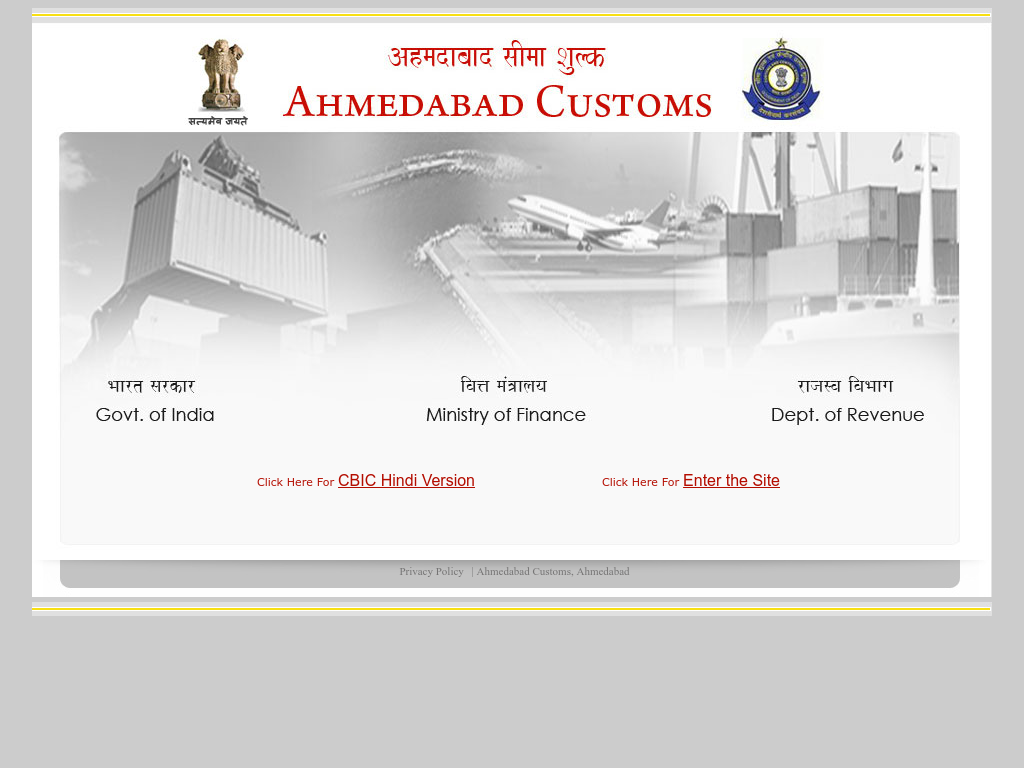 अहमदाबाद सीमा शुल्क
AHMEDABAD CUSTOMS
सत्यमेव जयते
भारत सरकार
वित्त मंत्रालय
राजस्व विभाग
Govt. of India
Ministry of Finance
Dept. of Revenue
Click Here For CBIC Hindi Version
Click Here For Enter the Site
Privacy Policy | Ahmedabad Customs, Ahmedabad